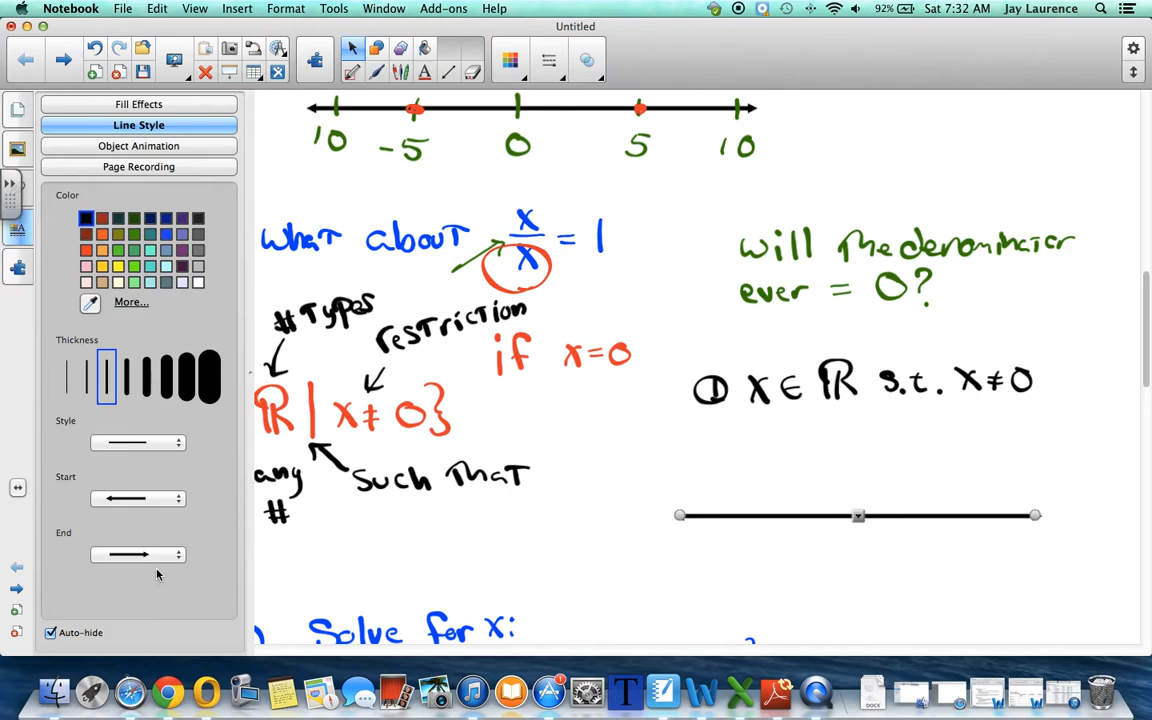 Notebook File Edit View Insert Format Tools Window Add-ons Help 92% Sat 7:32 AM Jay Laurence
Untitled
Fill Effects
Line Style
Object Animation
Page Recording
Color
More...
Thickness
Style
Start
End
Auto-hide
10 -5 0 5 10
what about x/x = 1
will the denominator
ever = 0?
# Types
restriction
if x=0
ℝ | x≠0}
① x ∈ ℝ s.t. x≠0
any
#
such that
) Solve for x: